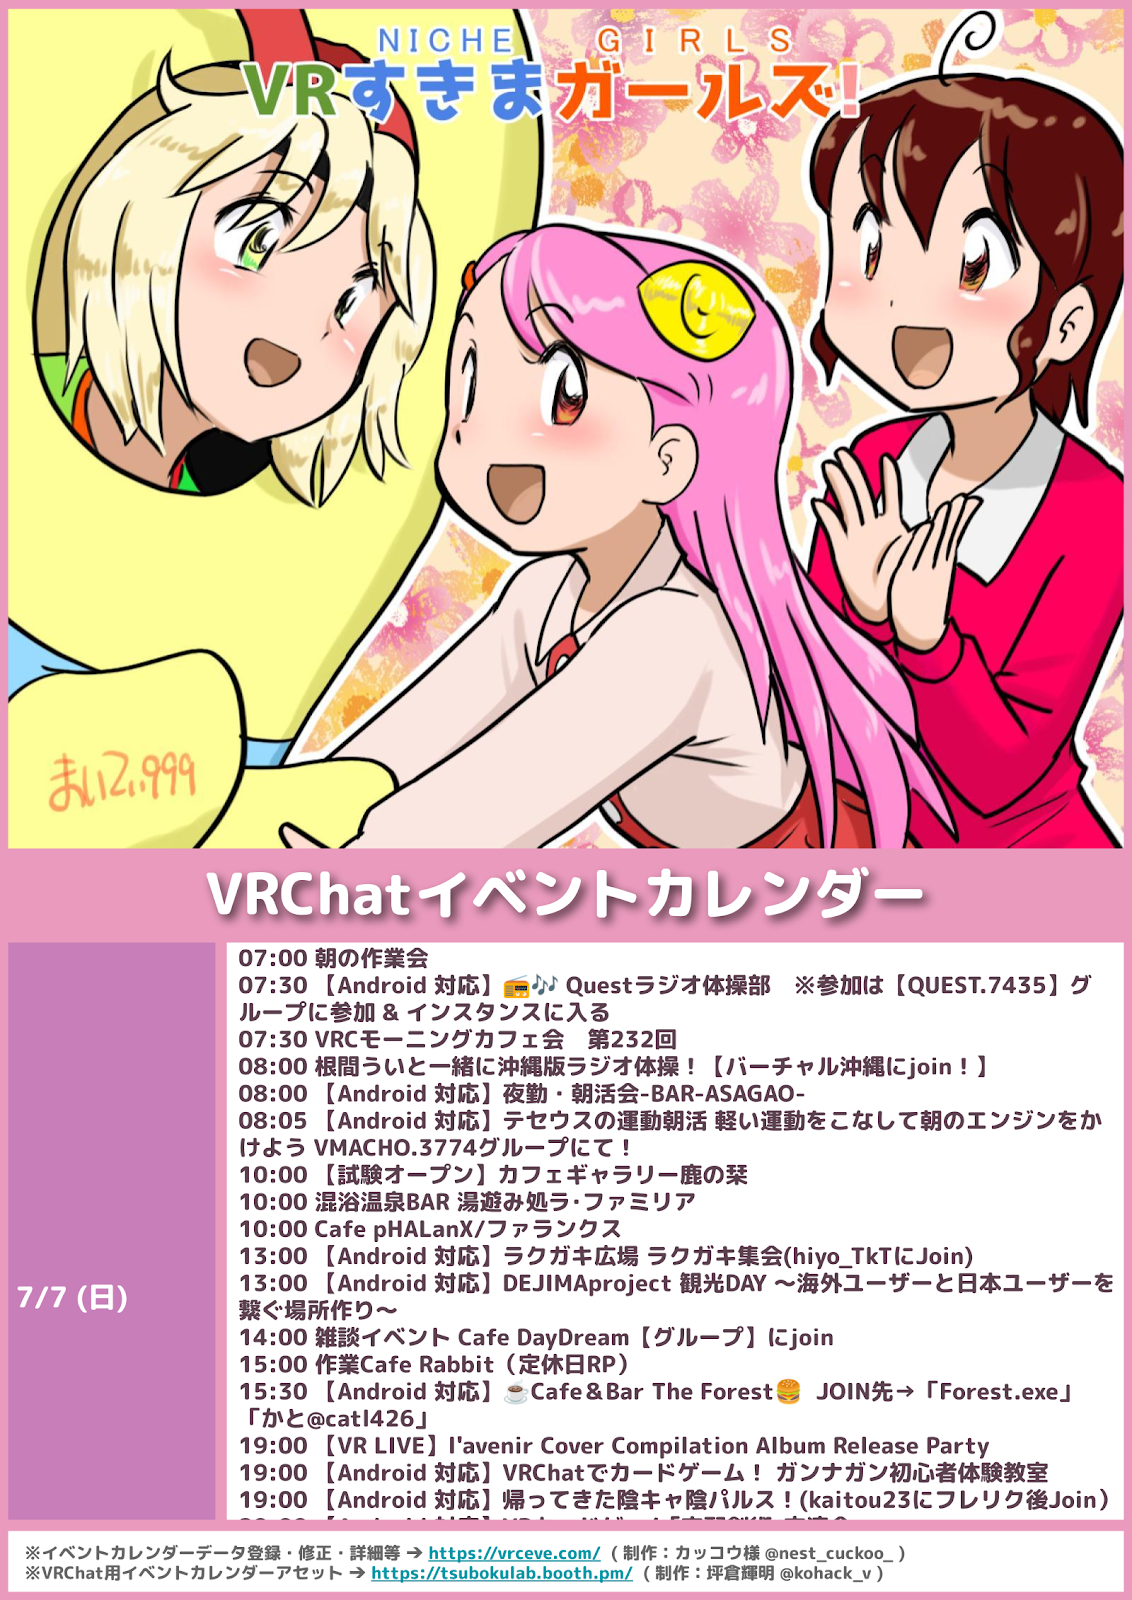 NICHE GIRLS
VRすきまガールズ!
まいてぃ999
VRChatイベントカレンダー
7/7 (日)
07:00 朝の作業会
07:30 【Android 対応】📻🎶 Questラジオ体操部　※参加は【QUEST.7435】グ
ループに参加 & インスタンスに入る
07:30 VRCモーニングカフェ会　第232回
08:00 根間ういと一緒に沖縄版ラジオ体操！【バーチャル沖縄にjoin！】
08:00 【Android 対応】夜勤・朝活会-BAR-ASAGAO-
08:05 【Android 対応】テセウスの運動朝活 軽い運動をこなして朝のエンジンをか
けよう VMACHO.3774グループにて！
10:00 【試験オープン】カフェギャラリー鹿の栞
10:00 混浴温泉BAR 湯遊み処ラ･ファミリア
10:00 Cafe pHALanX/ファランクス
13:00 【Android 対応】ラクガキ広場 ラクガキ集会(hiyo_TkTにJoin)
13:00 【Android 対応】DEJIMAproject 観光DAY ～海外ユーザーと日本ユーザーを
繋ぐ場所作り～
14:00 雑談イベント Cafe DayDream【グループ】にjoin
15:00 作業Cafe Rabbit（定休日RP）
15:30 【Android 対応】☕Cafe＆Bar The Forest🍔 JOIN先→「Forest.exe」
「かと@catl426」
19:00 【VR LIVE】l'avenir Cover Compilation Album Release Party
19:00 【Android 対応】VRChatでカードゲーム！ ガンナガン初心者体験教室
19:00 【Android 対応】帰ってきた陰キャ陰パルス！(kaitou23にフレリク後Join）
※イベントカレンダーデータ登録・修正・詳細等 ➔ https://vrceve.com/ ( 制作：カッコウ様 @nest_cuckoo_ )
※VRChat用イベントカレンダーアセット ➔ https://tsubokulab.booth.pm/ ( 制作：坪倉輝明 @kohack_v )